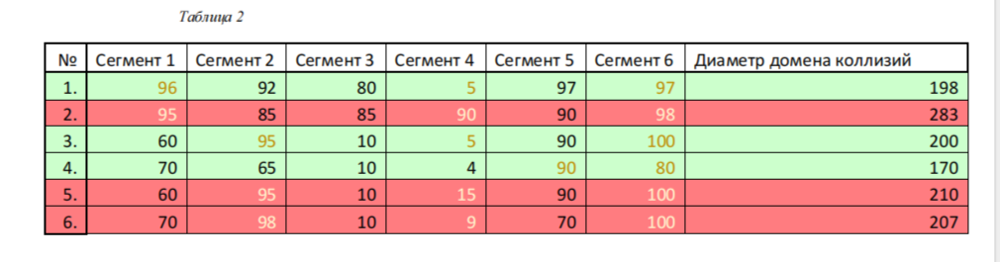 Таблица 2
№ Сегмент 1 Сегмент 2 Сегмент 3 Сегмент 4 Сегмент 5 Сегмент 6 Диаметр домена коллизий
1. 96 92 80 5 97 97 198
2. 95 85 85 90 90 98 283
3. 60 95 10 5 90 100 200
4. 70 65 10 4 90 80 170
5. 60 95 10 15 90 100 210
6. 70 98 10 9 70 100 207